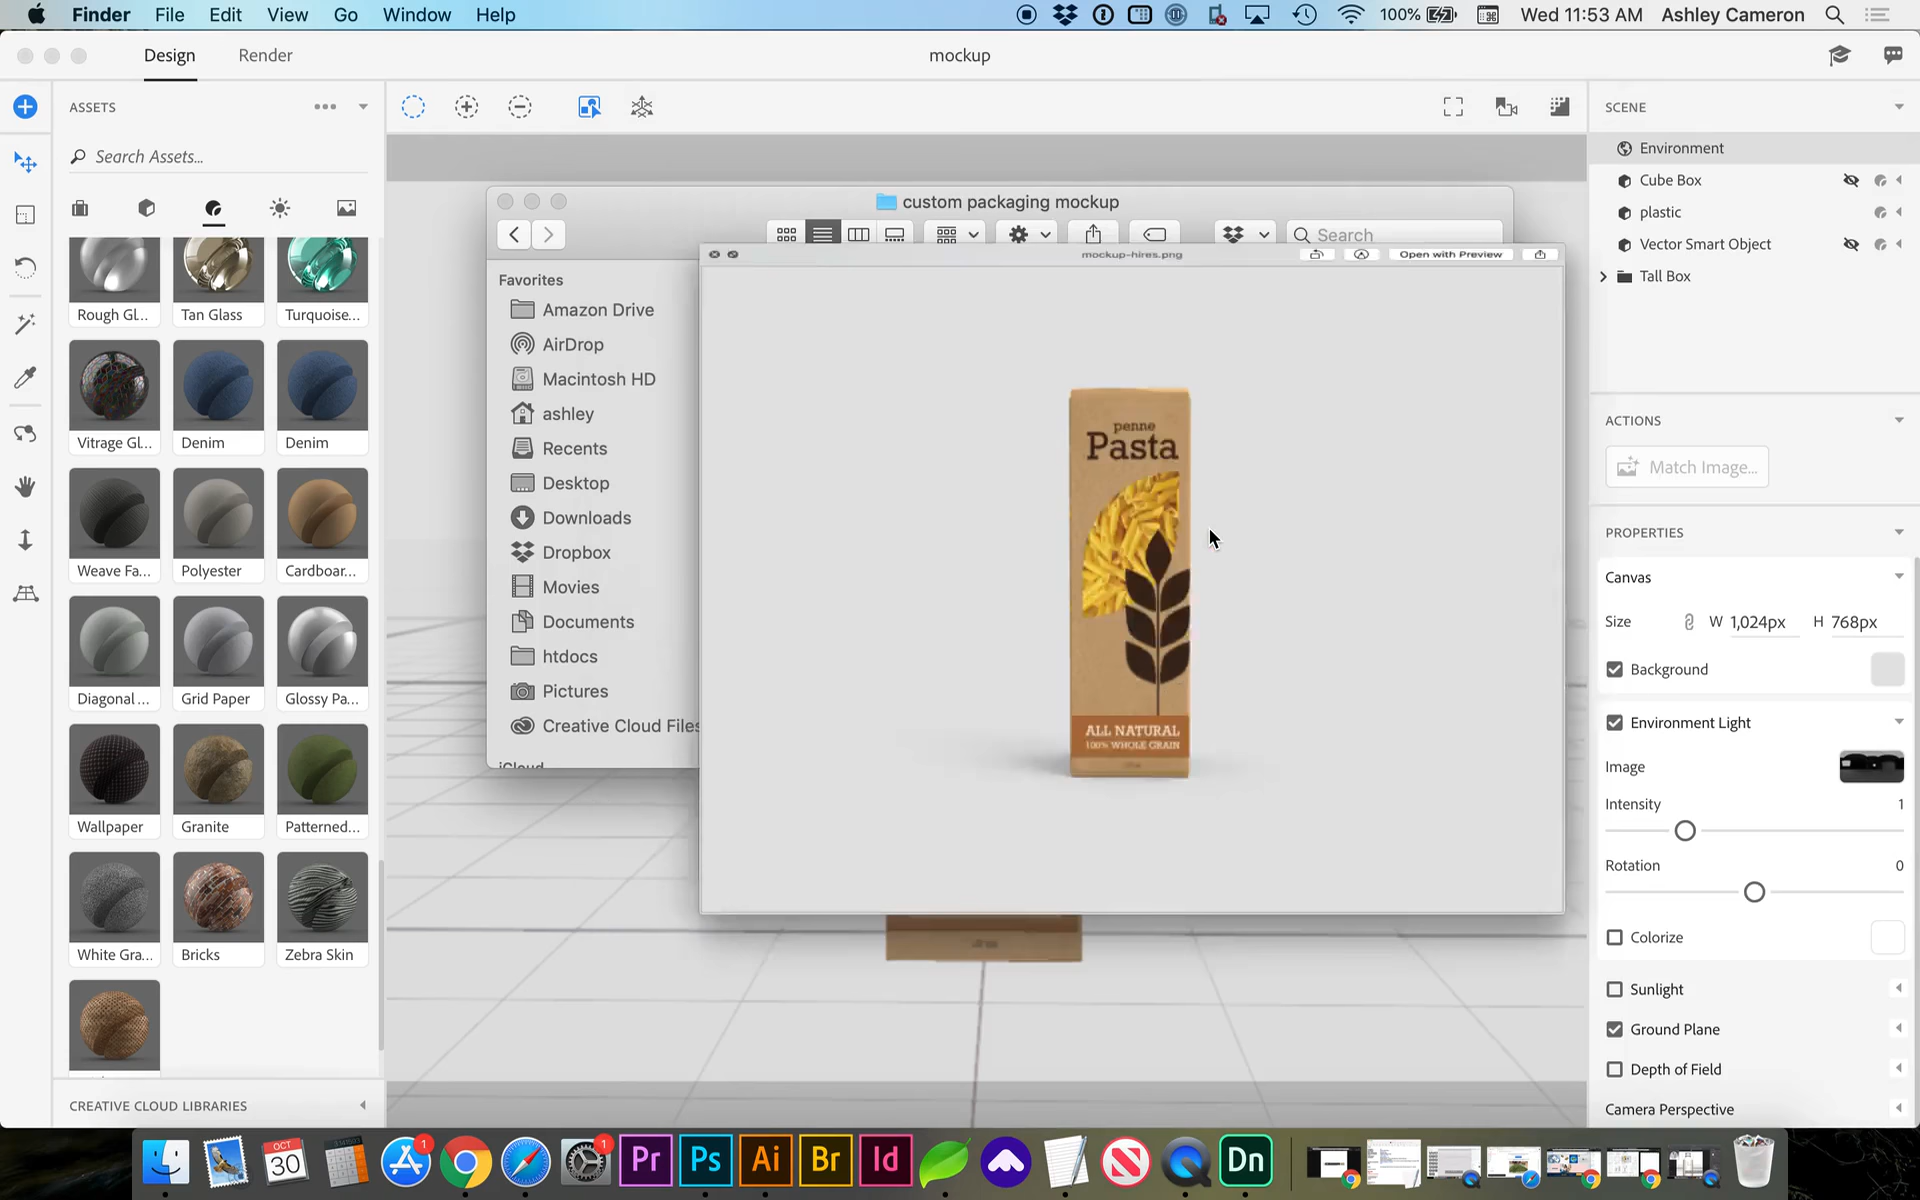 Finder File Edit View Go Window Help 100% Wed 11:53 AM Ashley Cameron
Design Render mockup
ASSETS
Search Assets...
Rough Gl... Tan Glass Turquoise...
Vitrage Gl... Denim Denim
Weave Fa... Polyester Cardboar...
Diagonal ... Grid Paper Glossy Pa...
Wallpaper Granite Patterned...
White Gra... Bricks Zebra Skin
CREATIVE CLOUD LIBRARIES
custom packaging mockup
Search
Favorites
Amazon Drive
AirDrop
Macintosh HD
ashley
Recents
Desktop
Downloads
Dropbox
Movies
Documents
htdocs
Pictures
Creative Cloud Files
iCloud
mockup-hires.png Open with Preview
penne
Pasta
ALL NATURAL
100% WHOLE GRAIN
SCENE
Environment
Cube Box
plastic
Vector Smart Object
Tall Box
ACTIONS
Match Image...
PROPERTIES
Canvas
Size W 1,024px H 768px
Background
Environment Light
Image
Intensity 1
Rotation 0
Colorize
Sunlight
Ground Plane
Depth of Field
Camera Perspective
1 OCT 30 1 Pr Ps Ai Br Id N Dn